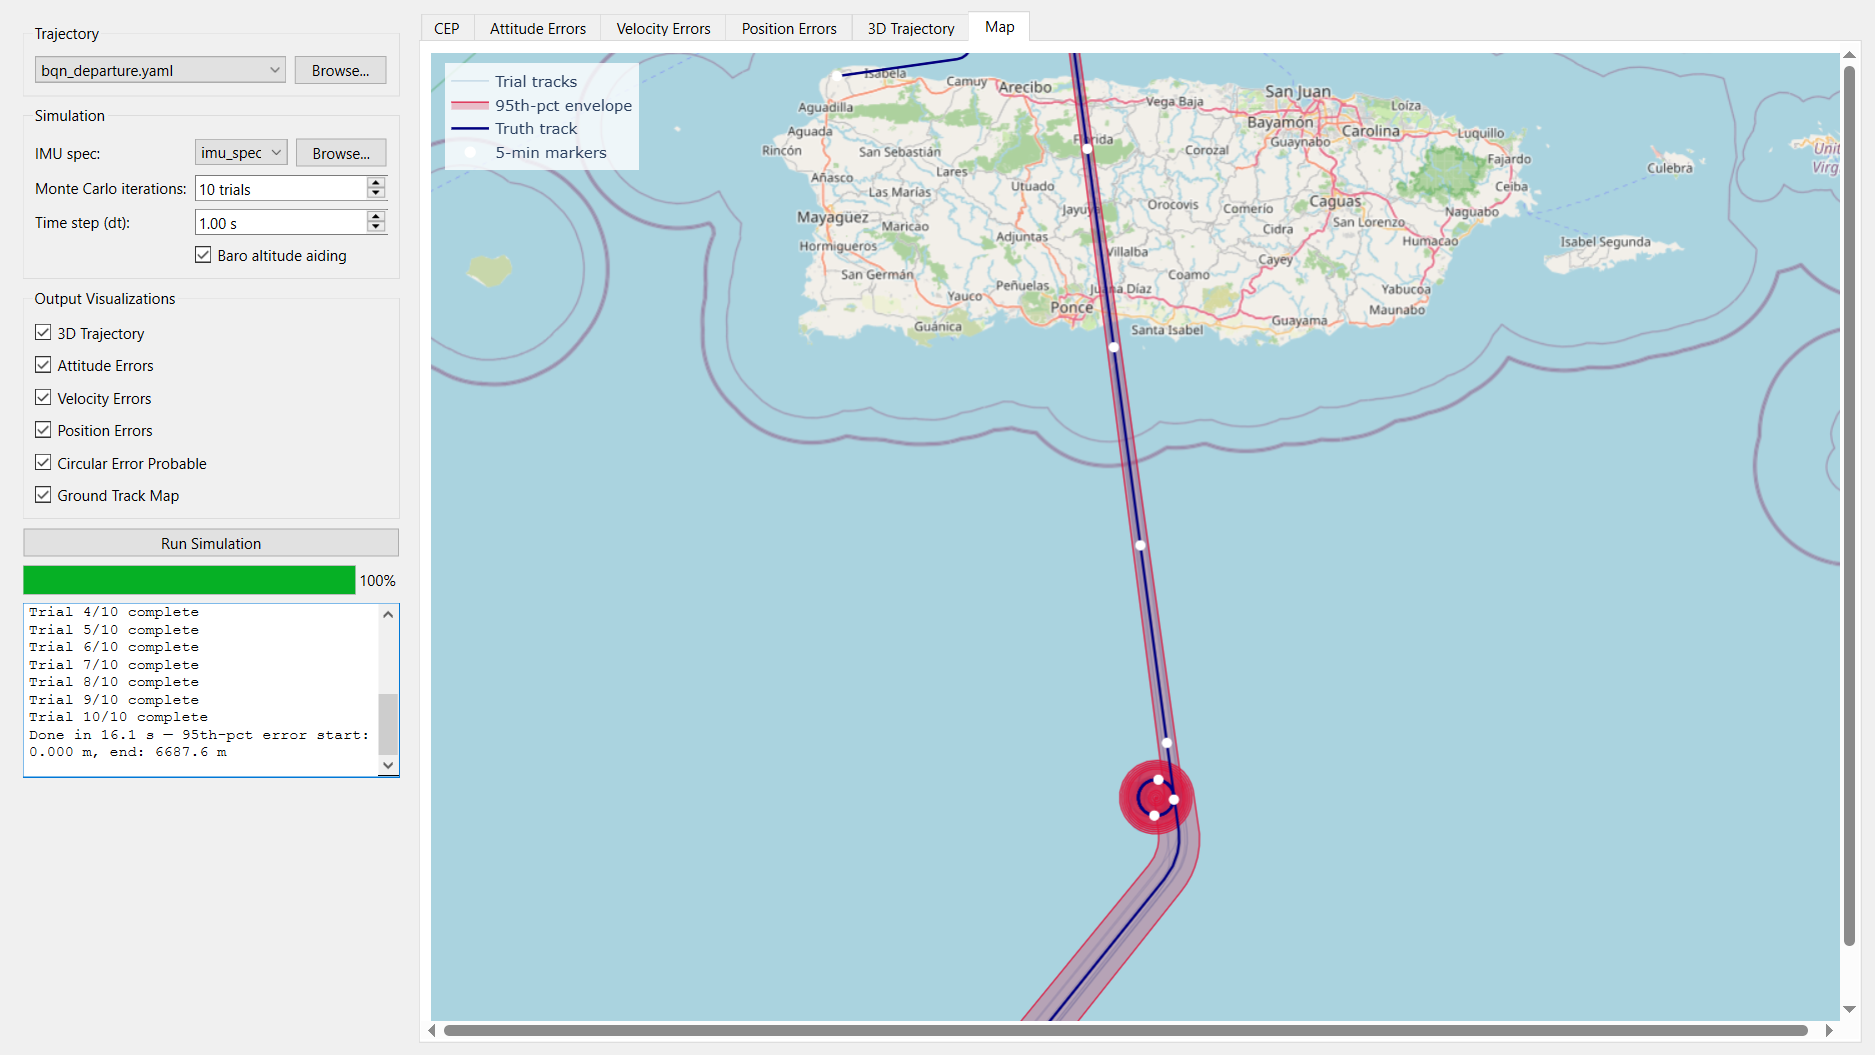 Trajectory
bqn_departure.yaml
Browse...
Simulation
IMU spec:
imu_spec
Browse...
Monte Carlo iterations:
10 trials
Time step (dt):
1.00 s
Baro altitude aiding
Output Visualizations
3D Trajectory
Attitude Errors
Velocity Errors
Position Errors
Circular Error Probable
Ground Track Map
Run Simulation
100%
Trial 4/10 complete
Trial 5/10 complete
Trial 6/10 complete
Trial 7/10 complete
Trial 8/10 complete
Trial 9/10 complete
Trial 10/10 complete
Done in 16.1 s — 95th-pct error start:
0.000 m, end: 6687.6 m
CEP
Attitude Errors
Velocity Errors
Position Errors
3D Trajectory
Map
Trial tracks
95th-pct envelope
Truth track
5-min markers
Isabela
Camuy
Arecibo
Aguadilla
Vega Baja
San Juan
Loíza
Bayamón
Carolina
Luquillo
Aguada
Rincón
San Sebastián
Florida
Corozal
Guaynabo
Fajardo
Culebra
Unit
Virg
Añasco
Lares
Las Marías
Utuado
Ceiba
Jayuya
Orocovis
Comerio
Caguas
Naguabo
Mayagüez
Maricao
San Lorenzo
Hormigueros
Adjuntas
Villalba
Cidra
Humacao
Isabel Segunda
San Germán
Peñuelas
Coamo
Cayey
Yauco
Juana Díaz
Yabucoa
Ponce
Maunabo
Guánica
Santa Isabel
Guayama